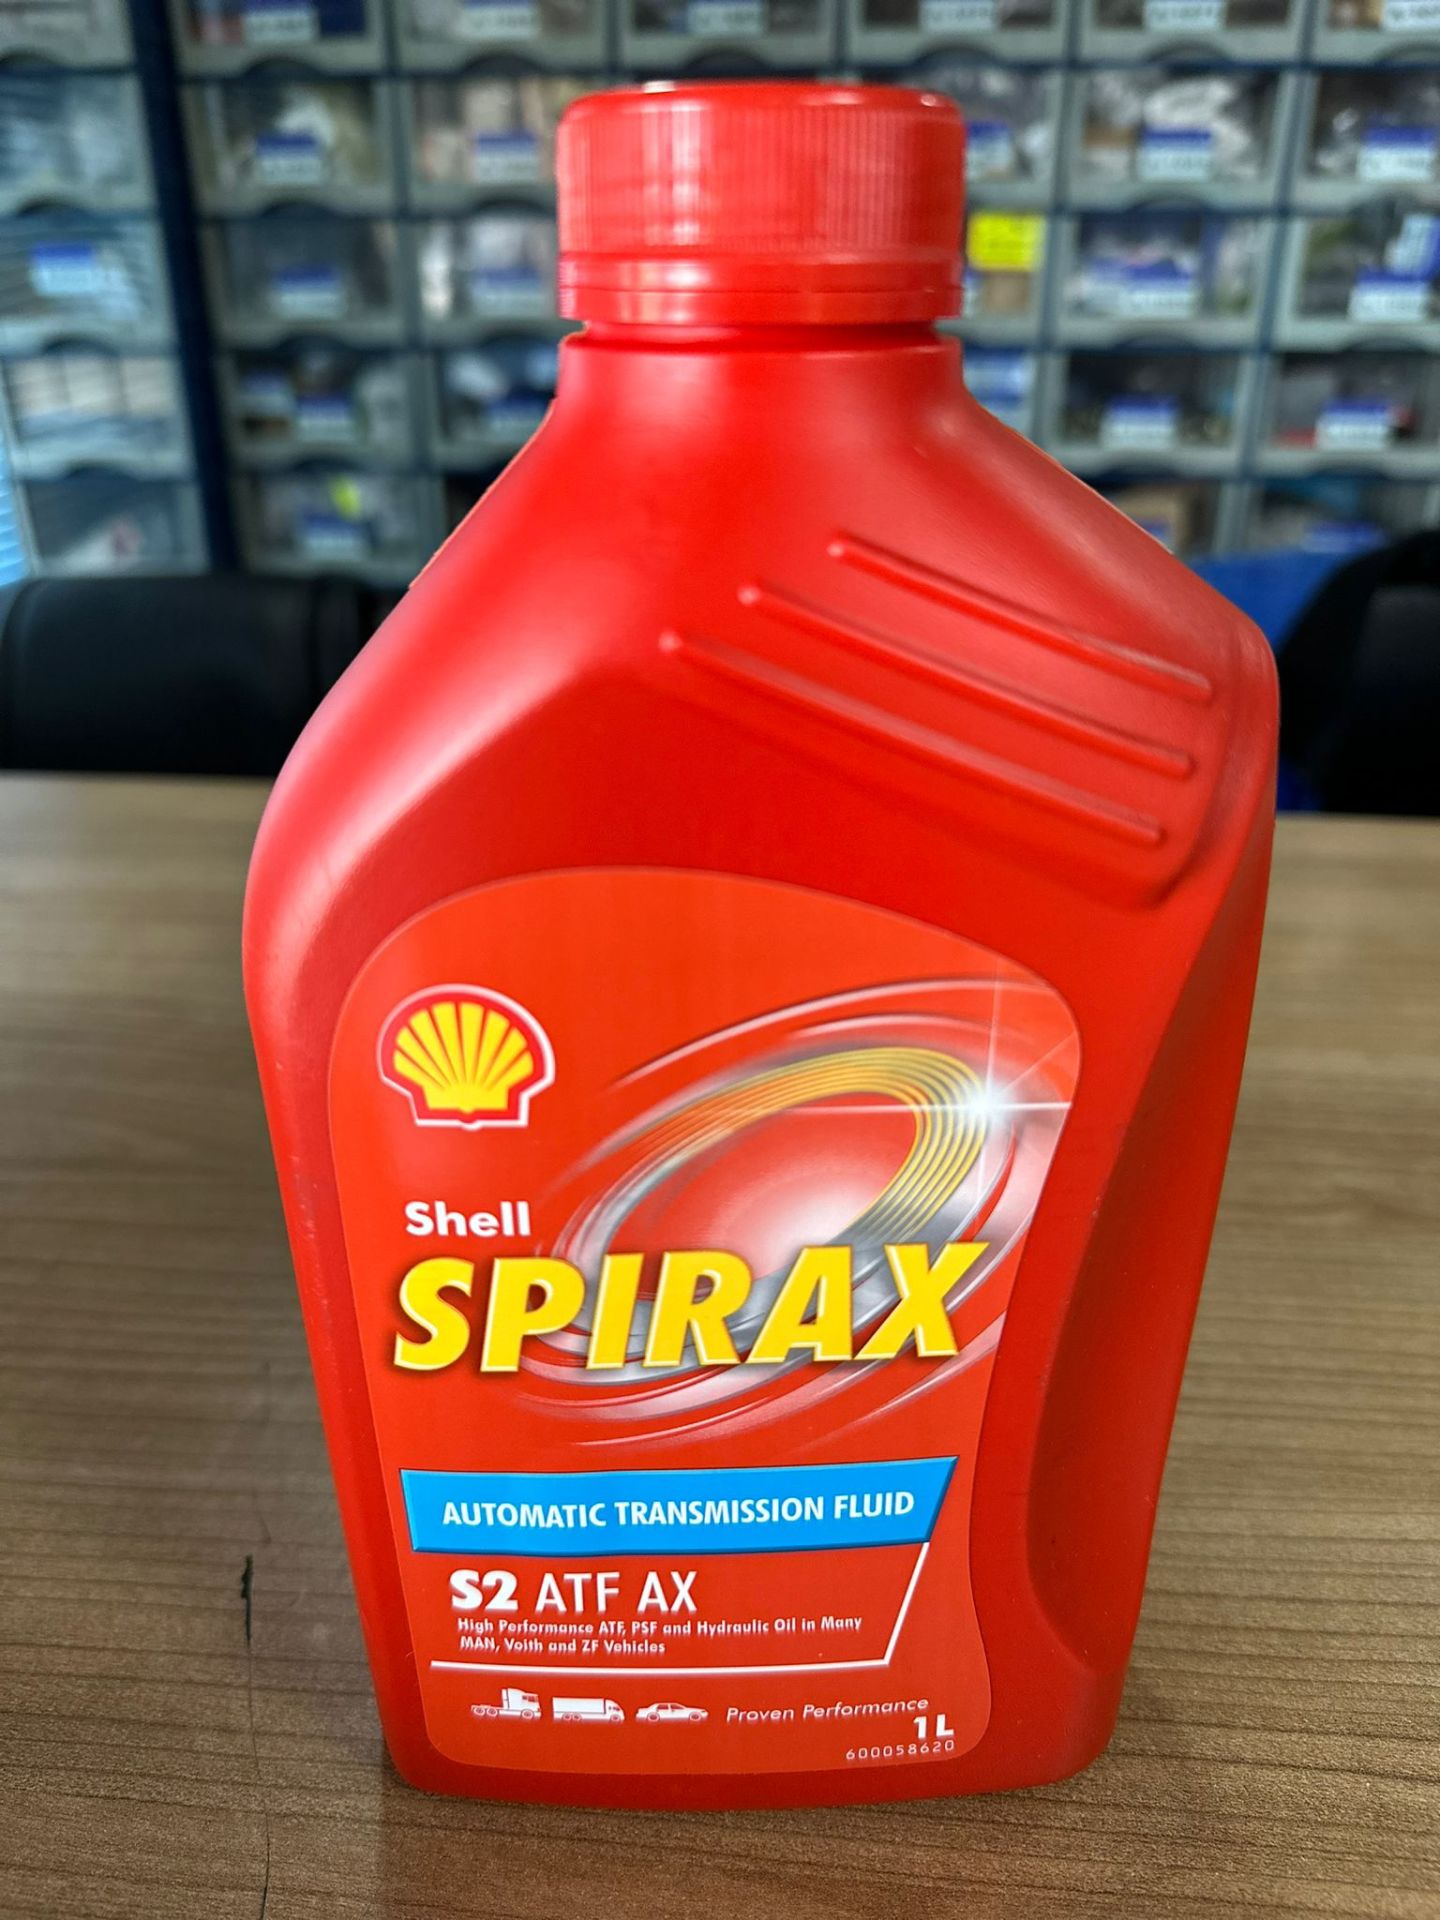 Shell
SPIRAX
AUTOMATIC TRANSMISSION FLUID
S2 ATF AX
High Performance ATF, PSF and Hydraulic Oil in Many
MAN, Voith and ZF Vehicles
Proven Performance
1L
600058620